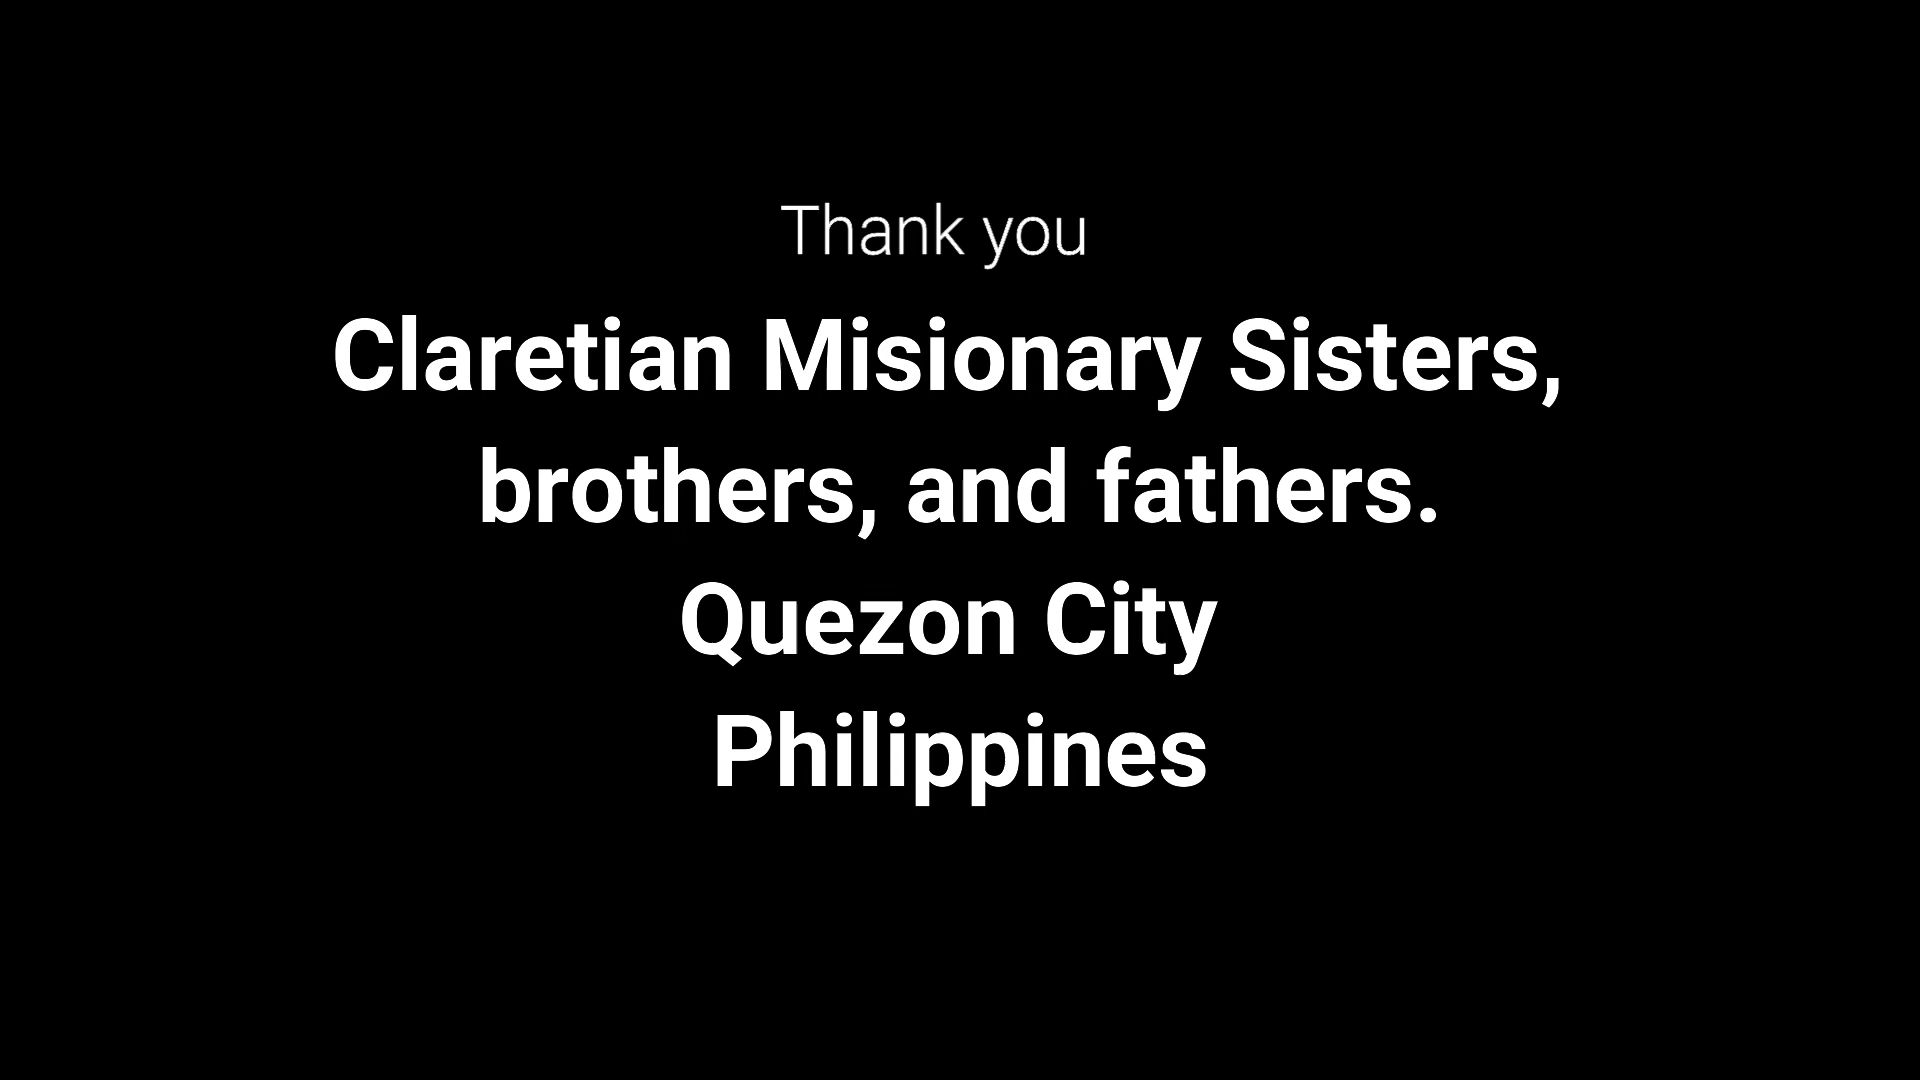 Thank you
Claretian Misionary Sisters,
brothers, and fathers.
Quezon City
Philippines